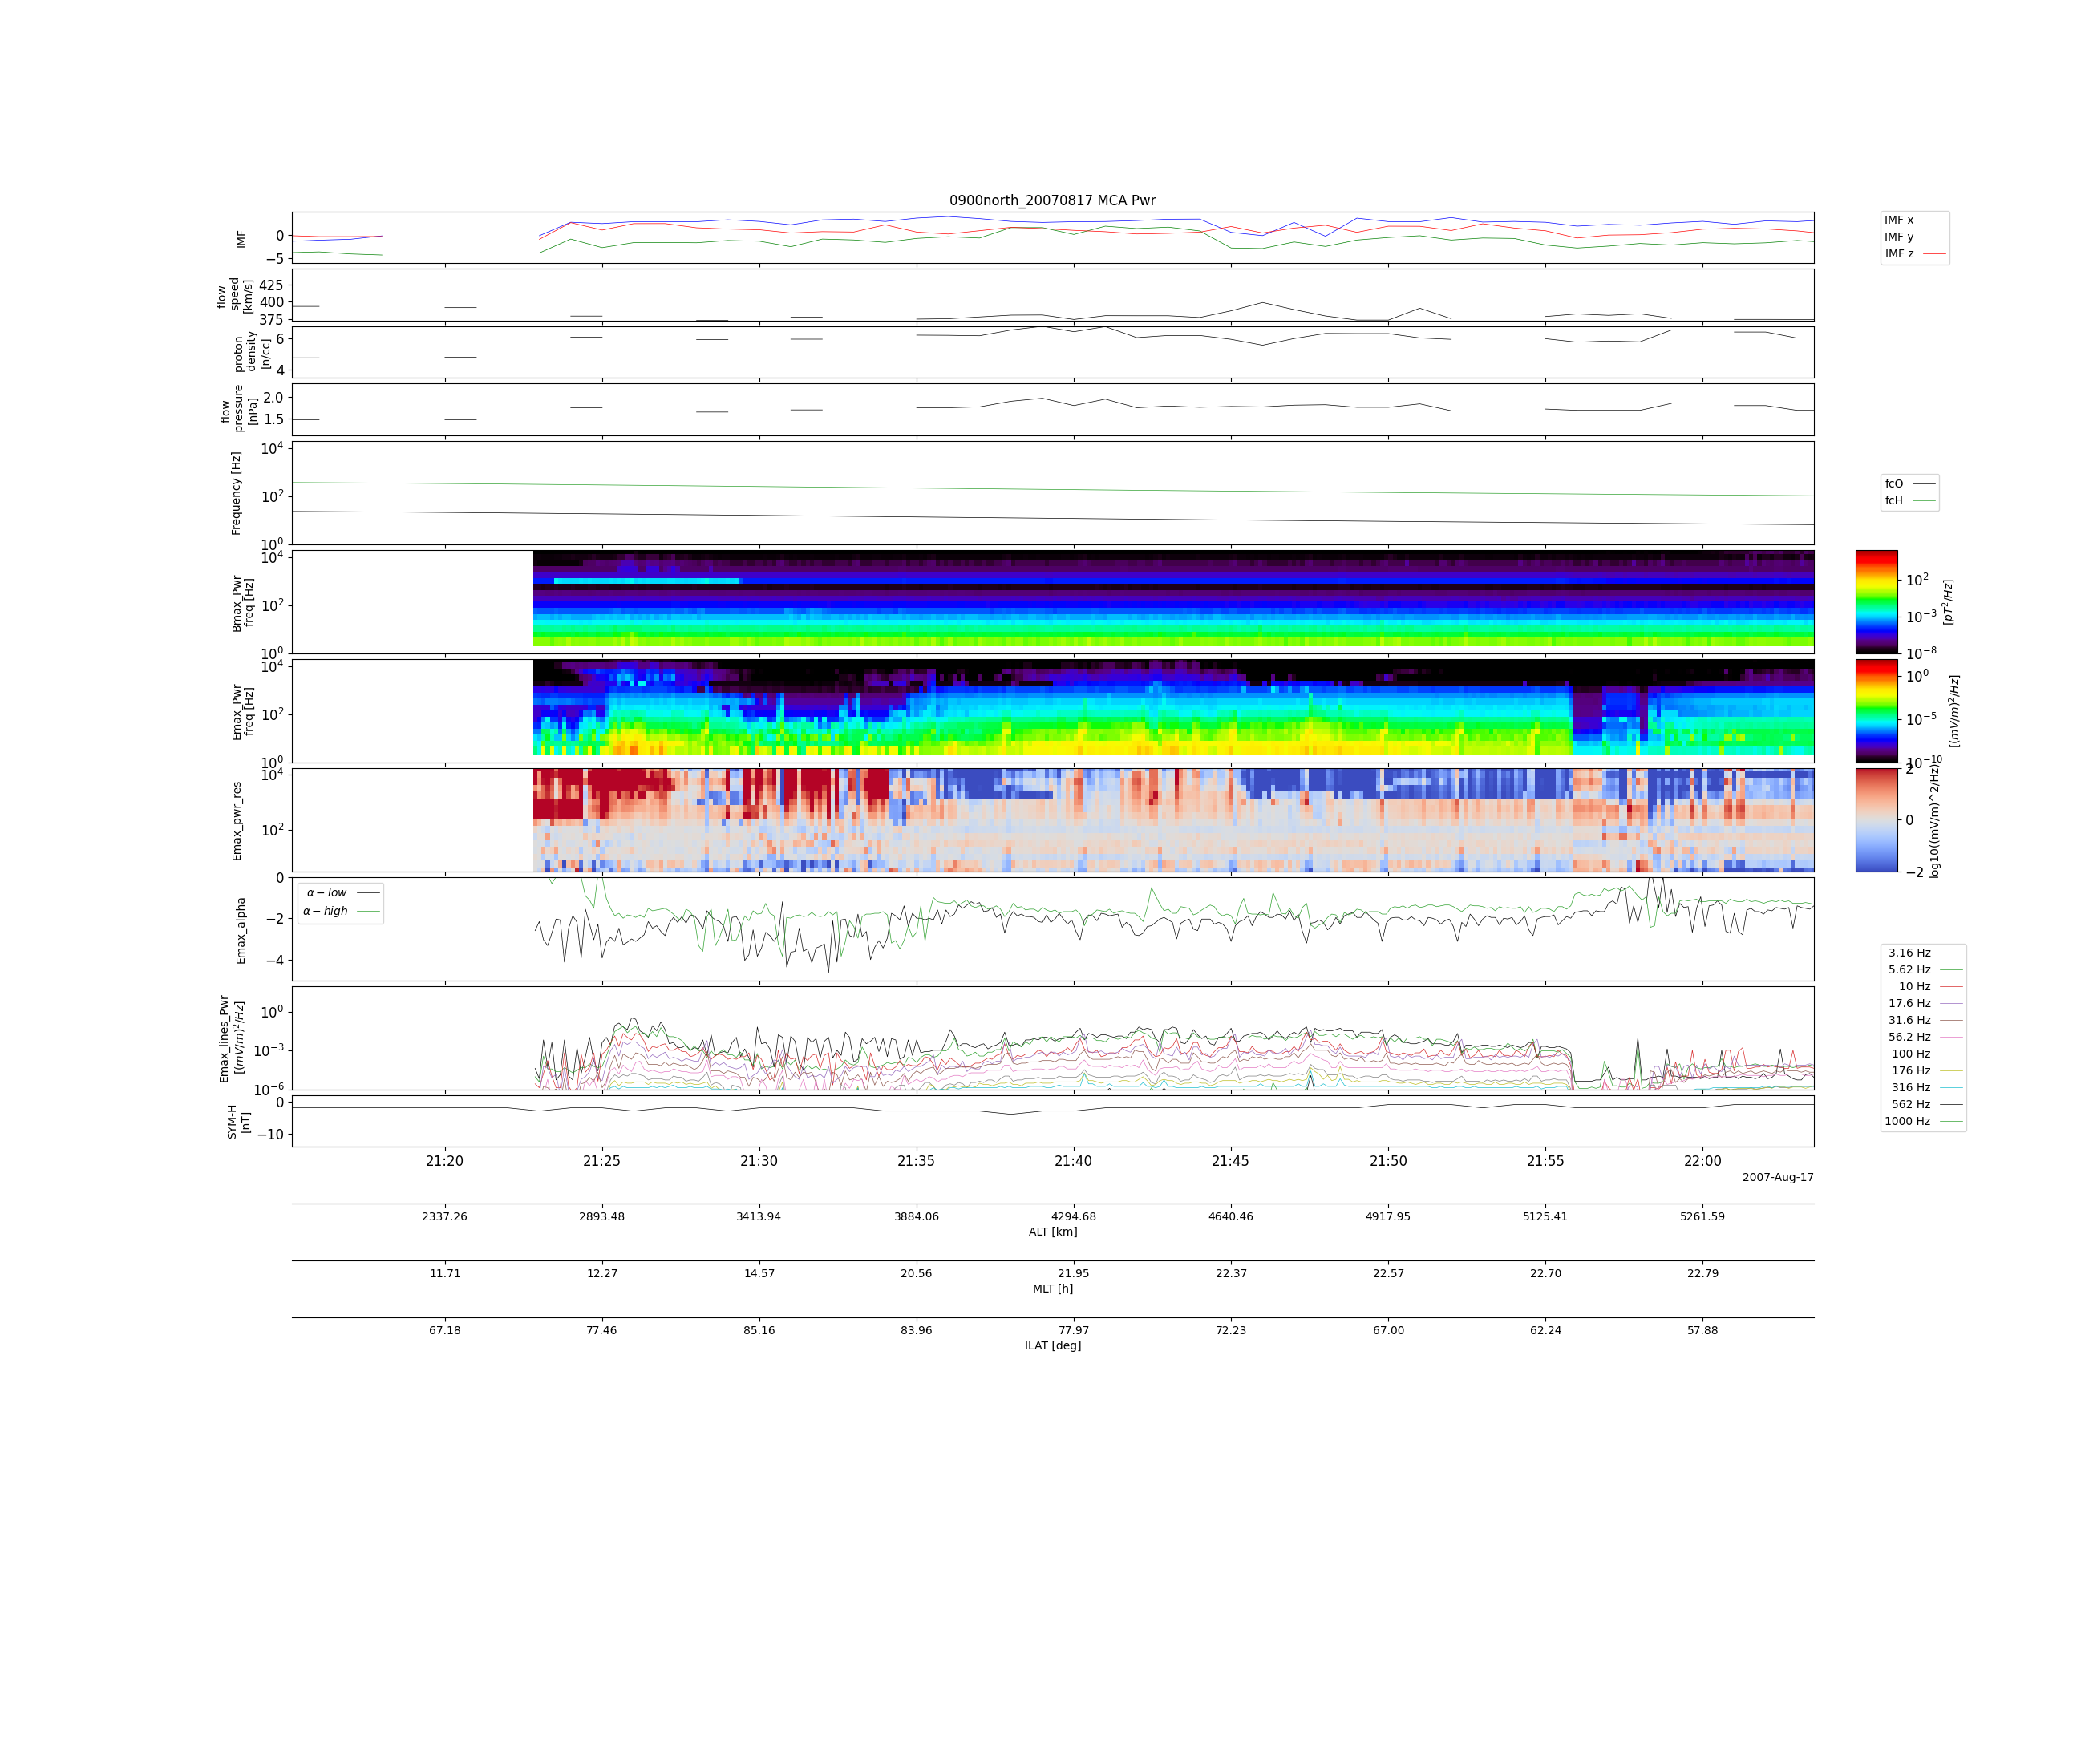 0900north_20070817 MCA Pwr
IMF
0
−5
IMF x
IMF y
IMF z
flow
speed
[km/s]
425
400
375
proton
density
[n/cc]
6
4
flow
pressure
[nPa]
2.0
1.5
Frequency [Hz]
10^4
10^2
10^0
fcO
fcH
Bmax_Pwr
freq [Hz]
10^4
10^2
10^0
10^2
10^−3
10^−8
[pT^2/Hz]
Emax_Pwr
freq [Hz]
10^4
10^2
10^0
10^0
10^−5
10^−10
[(mV/m)^2/Hz]
Emax_pwr_res
10^4
10^2
2
0
−2
log10((mV/m)^2/Hz)
Emax_alpha
0
−2
−4
α − low
α − high
Emax_lines_Pwr
[(mV/m)^2/Hz]
10^0
10^−3
10^−6
3.16 Hz
5.62 Hz
10 Hz
17.6 Hz
31.6 Hz
56.2 Hz
100 Hz
176 Hz
316 Hz
562 Hz
1000 Hz
SYM-H
[nT]
0
−10
21:20 21:25 21:30 21:35 21:40 21:45 21:50 21:55 22:00
2007-Aug-17
2337.26 2893.48 3413.94 3884.06 4294.68 4640.46 4917.95 5125.41 5261.59
ALT [km]
11.71 12.27 14.57 20.56 21.95 22.37 22.57 22.70 22.79
MLT [h]
67.18 77.46 85.16 83.96 77.97 72.23 67.00 62.24 57.88
ILAT [deg]